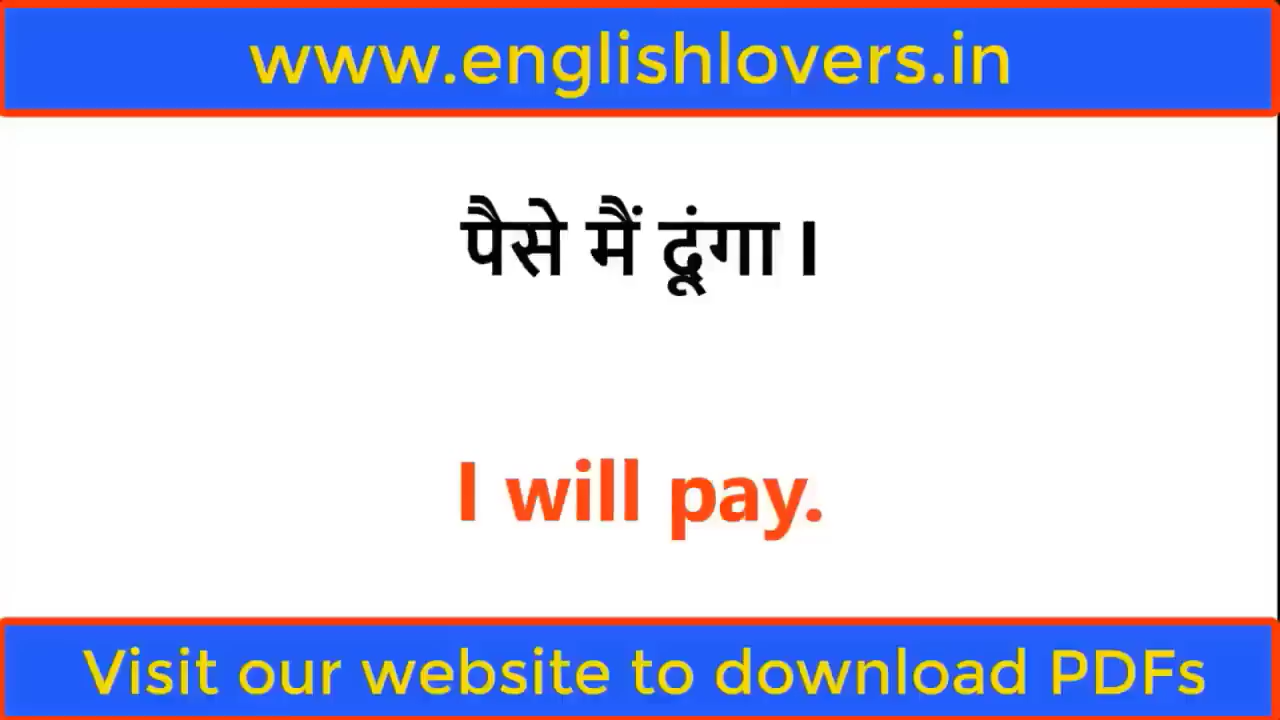 www.englishlovers.in
पैसे मैं दूंगा।
I will pay.
Visit our website to download PDFs